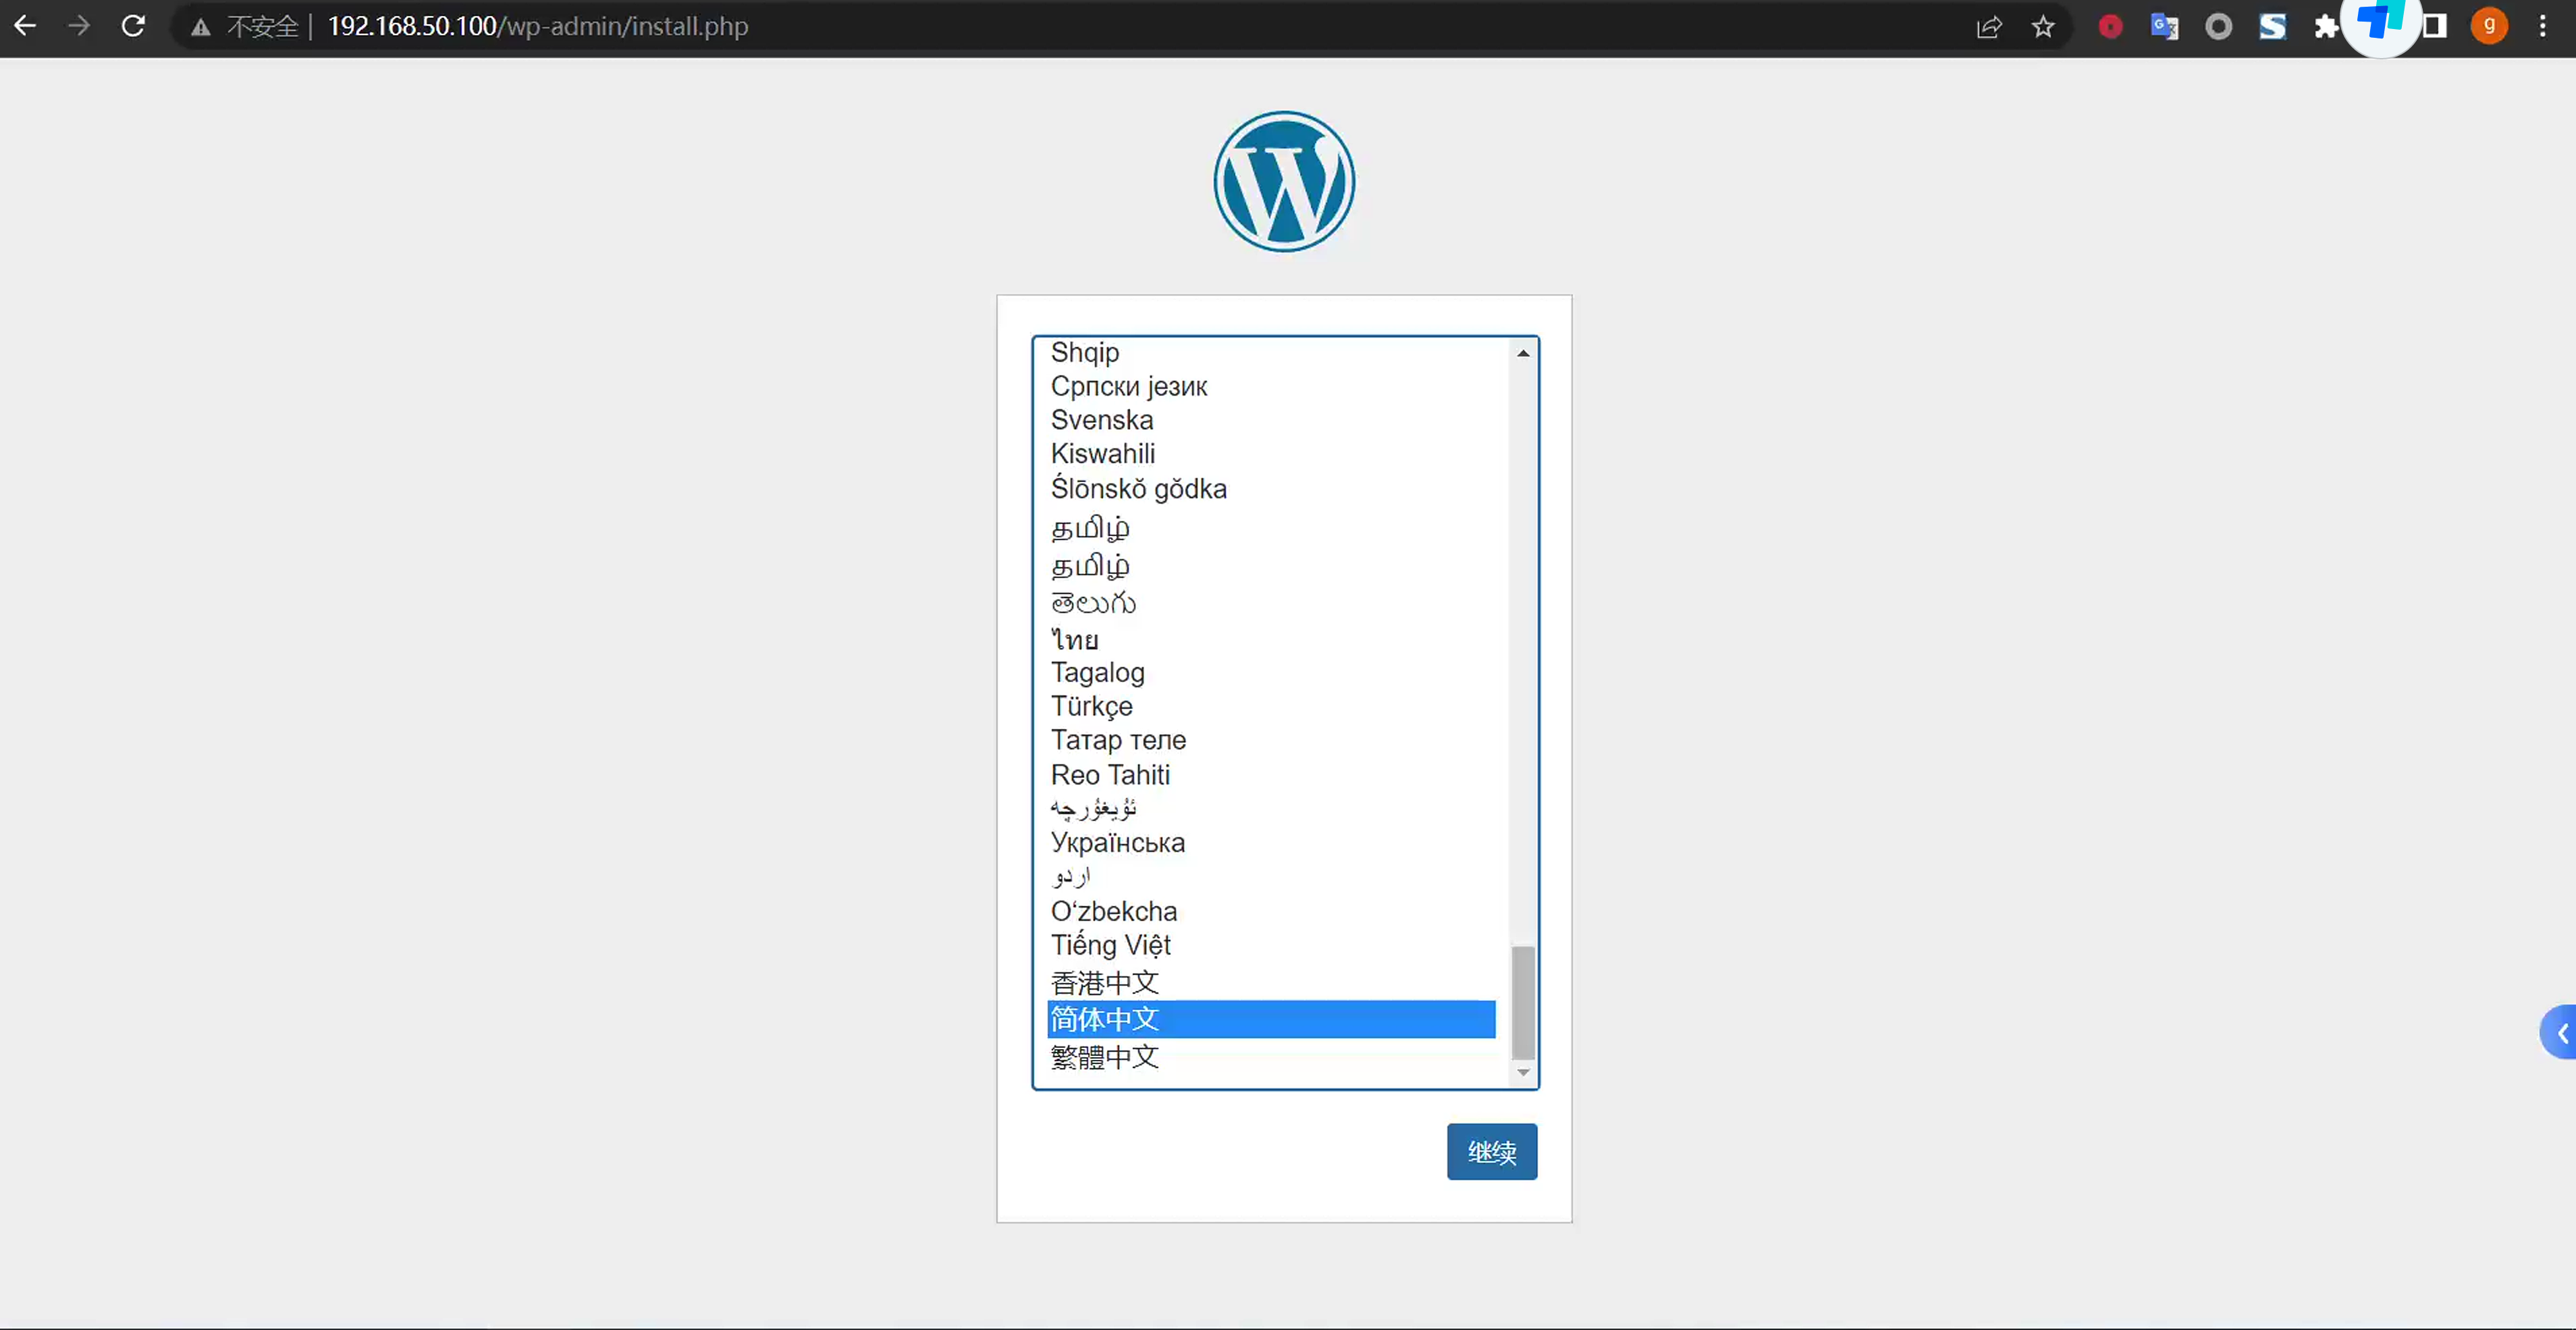 不安全 | 192.168.50.100/wp-admin/install.php
g
Shqip
Српски језик
Svenska
Kiswahili
Ślōnskŏ gŏdka
தமிழ்
தமிழ்
తెలుగు
ไทย
Tagalog
Türkçe
Татар теле
Reo Tahiti
ئۇيغۇرچە
Українська
اردو
O‘zbekcha
Tiếng Việt
香港中文
简体中文
繁體中文
继续